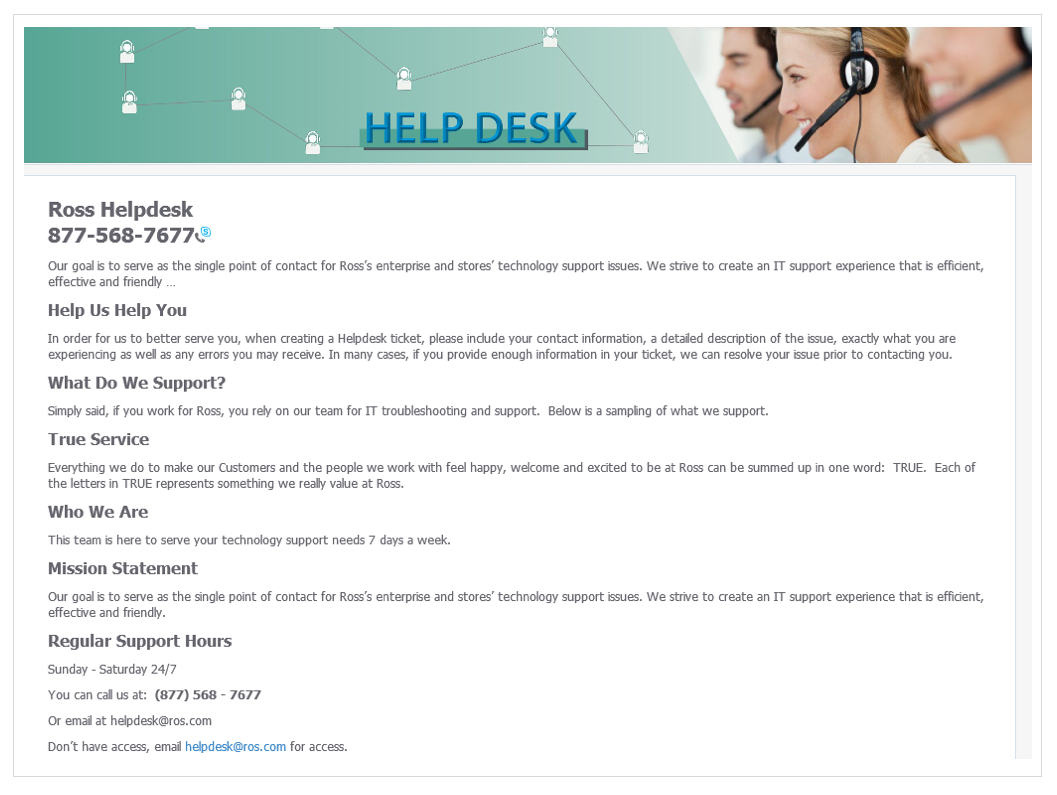 HELP DESK
Ross Helpdesk
877-568-7677
Our goal is to serve as the single point of contact for Ross’s enterprise and stores’ technology support issues. We strive to create an IT support experience that is efficient,
effective and friendly ...
Help Us Help You
In order for us to better serve you, when creating a Helpdesk ticket, please include your contact information, a detailed description of the issue, exactly what you are
experiencing as well as any errors you may receive. In many cases, if you provide enough information in your ticket, we can resolve your issue prior to contacting you.
What Do We Support?
Simply said, if you work for Ross, you rely on our team for IT troubleshooting and support.  Below is a sampling of what we support.
True Service
Everything we do to make our Customers and the people we work with feel happy, welcome and excited to be at Ross can be summed up in one word:  TRUE.  Each of
the letters in TRUE represents something we really value at Ross.
Who We Are
This team is here to serve your technology support needs 7 days a week.
Mission Statement
Our goal is to serve as the single point of contact for Ross’s enterprise and stores’ technology support issues. We strive to create an IT support experience that is efficient,
effective and friendly.
Regular Support Hours
Sunday - Saturday 24/7
You can call us at:  (877) 568 - 7677
Or email at helpdesk@ros.com
Don’t have access, email helpdesk@ros.com for access.